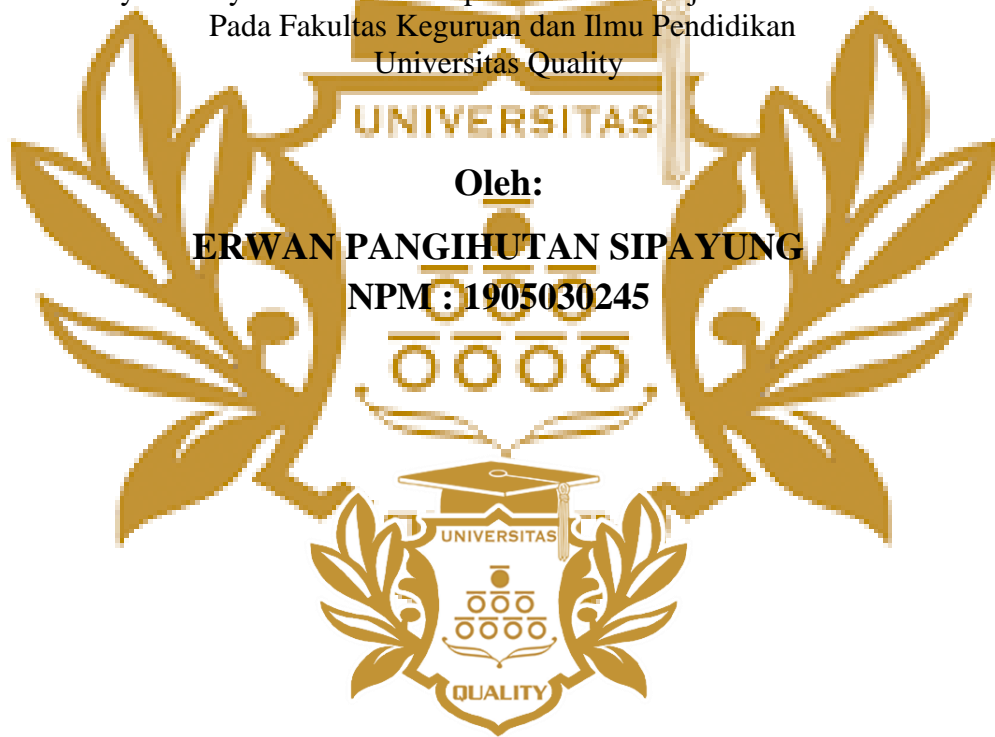 Pada Fakultas Keguruan dan Ilmu Pendidikan
Universitas Quality
UNIVERSITAS
Oleh:
ERWAN PANGIHUTAN SIPAYUNG
NPM : 1905030245
UNIVERSITAS
QUALITY